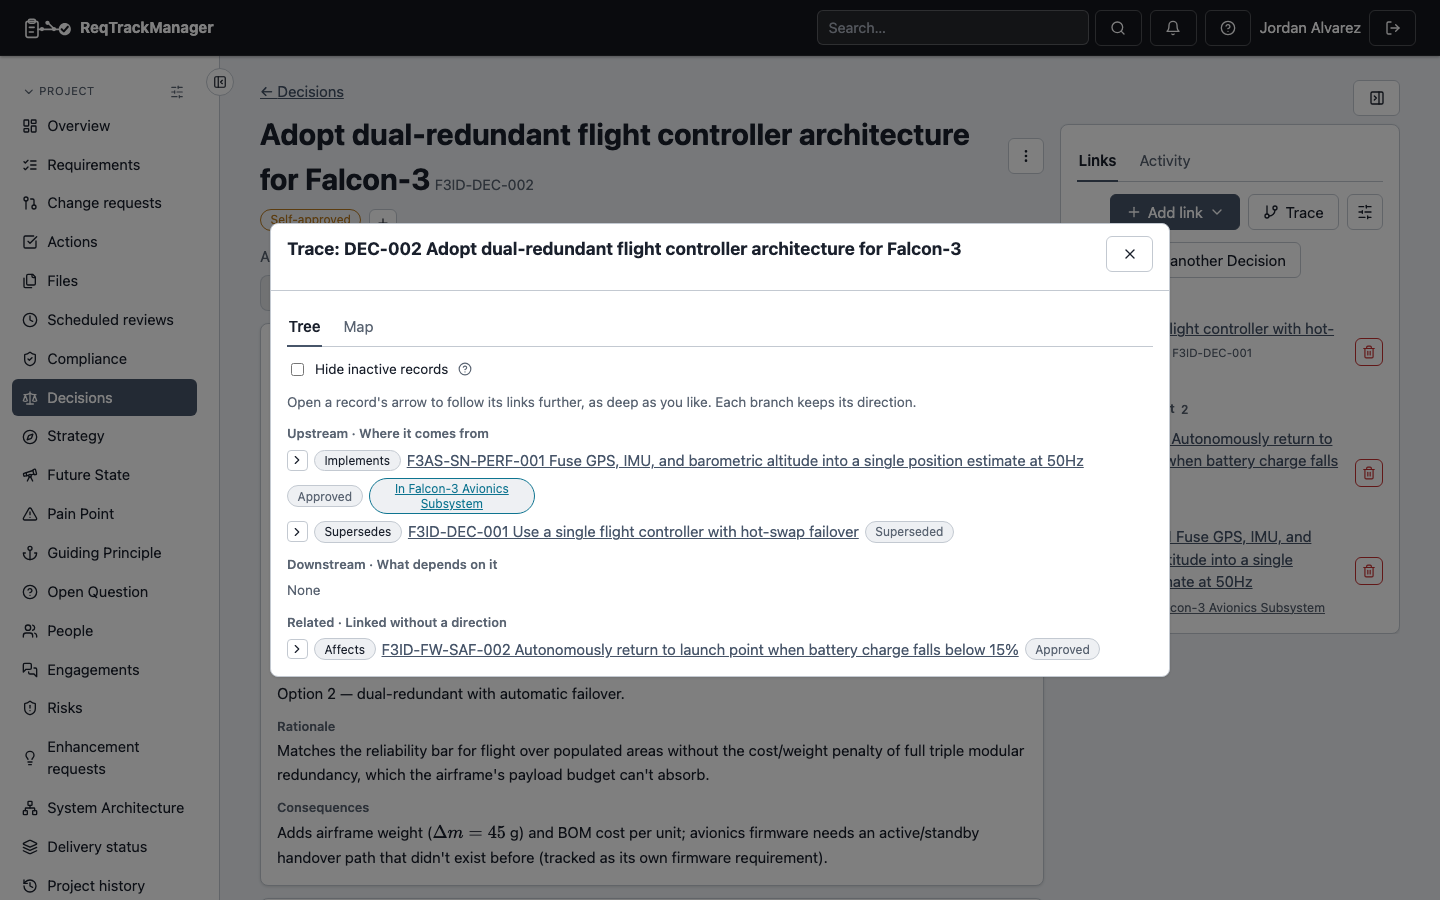 ReqTrackManager
Search...
Jordan Alvarez
PROJECT
Overview
Requirements
Change requests
Actions
Files
Scheduled reviews
Compliance
Decisions
Strategy
Future State
Pain Point
Guiding Principle
Open Question
People
Engagements
Risks
Enhancement
requests
System Architecture
Delivery status
Project history
← Decisions
Adopt dual-redundant flight controller architecture
for Falcon-3 F3ID-DEC-002
Self-approved
Links
Activity
+ Add link
Trace
another Decision
light controller with hot-
F3ID-DEC-001
t 2
Autonomously return to
when battery charge falls
Fuse GPS, IMU, and
titude into a single
nate at 50Hz
con-3 Avionics Subsystem
Trace: DEC-002 Adopt dual-redundant flight controller architecture for Falcon-3
Tree
Map
Hide inactive records
Open a record's arrow to follow its links further, as deep as you like. Each branch keeps its direction.
Upstream · Where it comes from
Implements F3AS-SN-PERF-001 Fuse GPS, IMU, and barometric altitude into a single position estimate at 50Hz
Approved In Falcon-3 Avionics
Subsystem
Supersedes F3ID-DEC-001 Use a single flight controller with hot-swap failover Superseded
Downstream · What depends on it
None
Related · Linked without a direction
Affects F3ID-FW-SAF-002 Autonomously return to launch point when battery charge falls below 15% Approved
Option 2 — dual-redundant with automatic failover.
Rationale
Matches the reliability bar for flight over populated areas without the cost/weight penalty of full triple modular
redundancy, which the airframe's payload budget can't absorb.
Consequences
Adds airframe weight (Δm = 45 g) and BOM cost per unit; avionics firmware needs an active/standby
handover path that didn't exist before (tracked as its own firmware requirement).